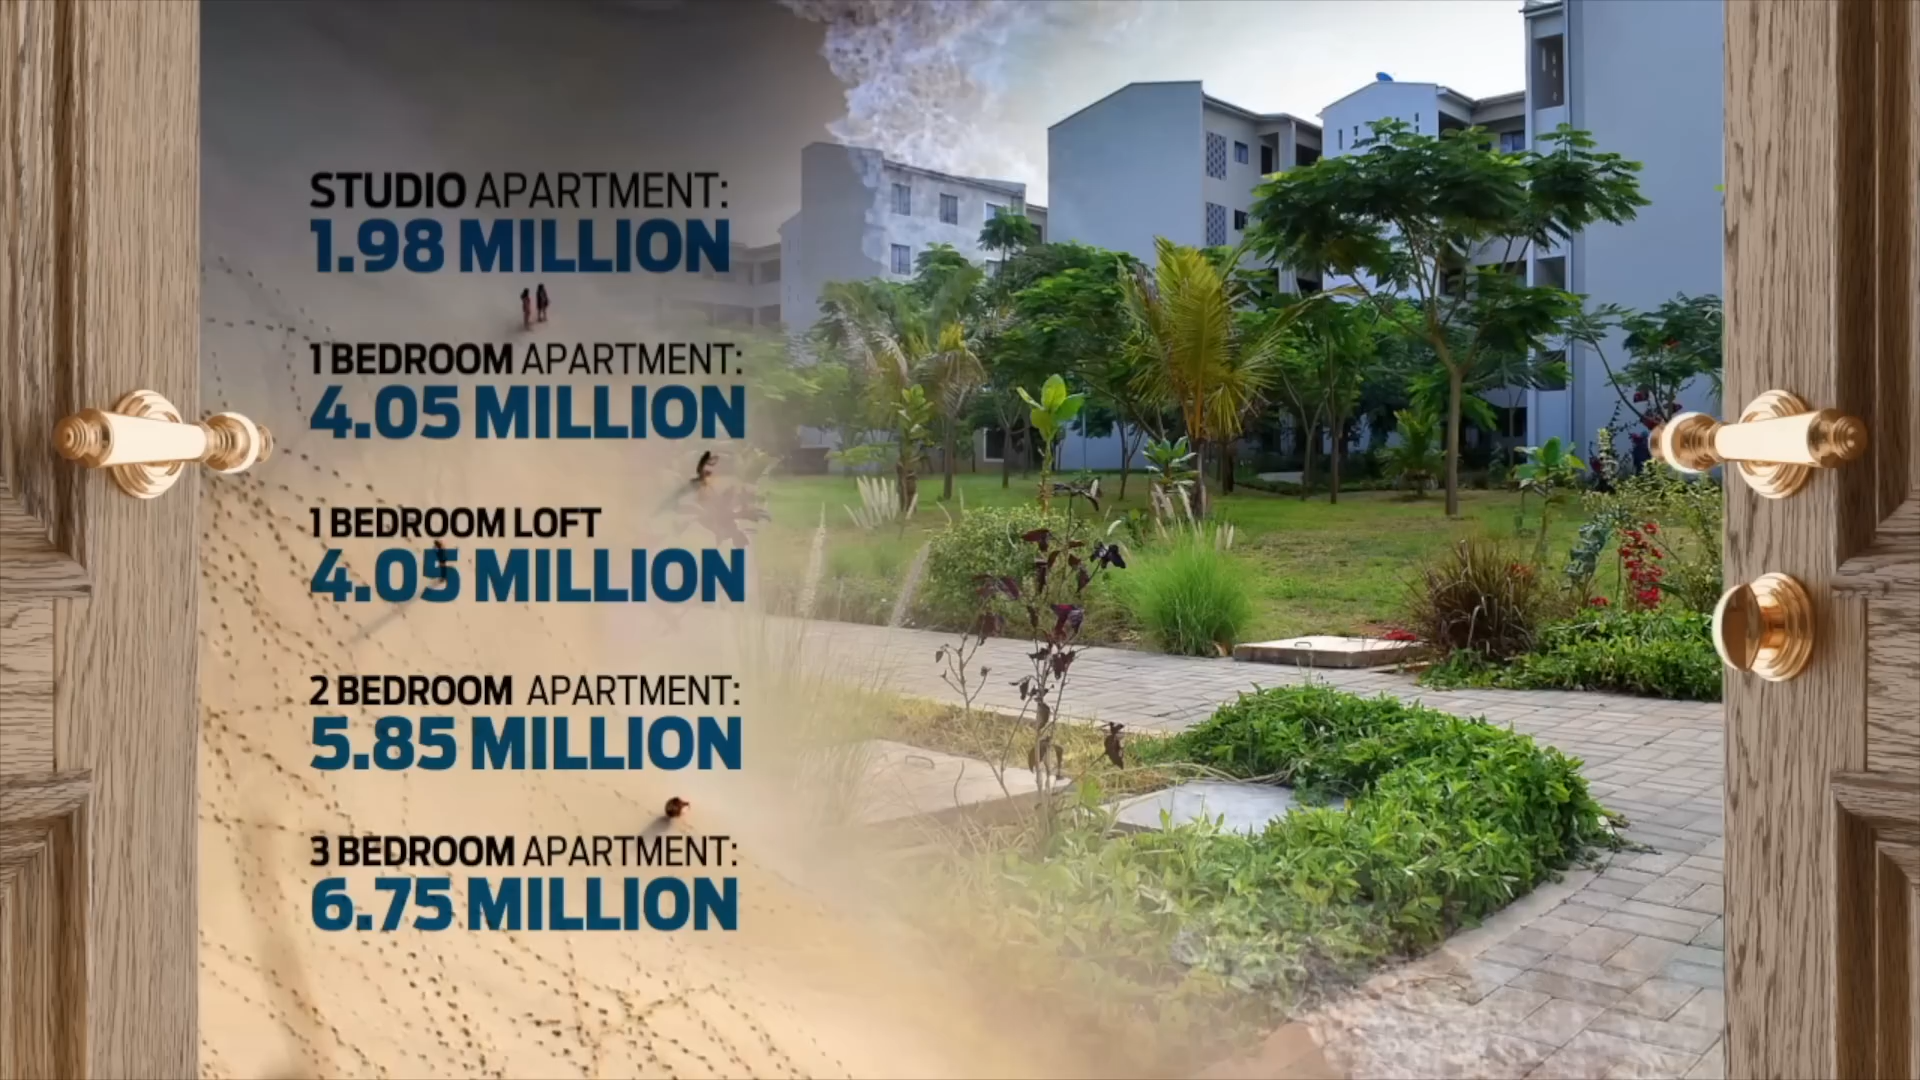 STUDIO APARTMENT:
1.98 MILLION
1 BEDROOM APARTMENT:
4.05 MILLION
1 BEDROOM LOFT
4.05 MILLION
2 BEDROOM APARTMENT:
5.85 MILLION
3 BEDROOM APARTMENT:
6.75 MILLION